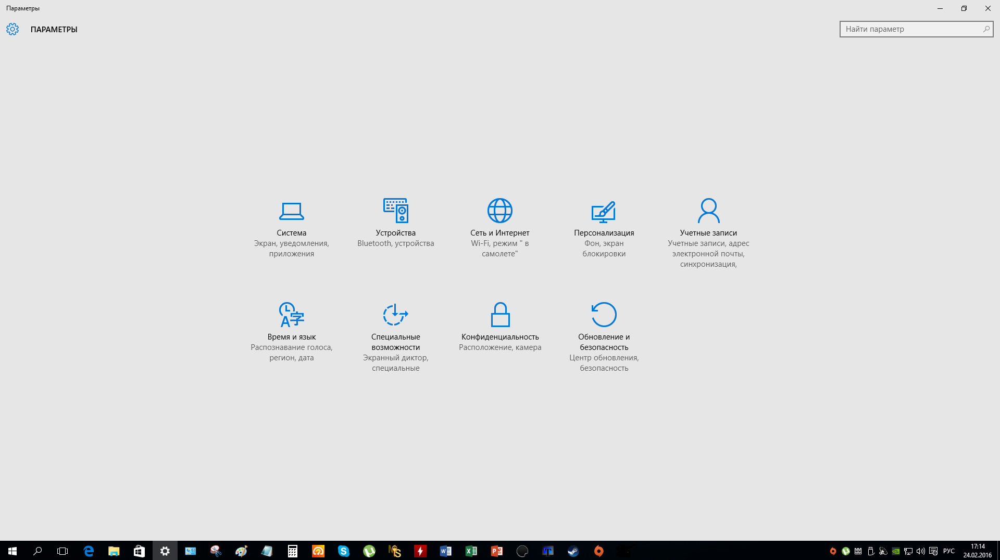 Параметры
ПАРАМЕТРЫ
Найти параметр
Система
Экран, уведомления,
приложения
Устройства
Bluetooth, устройства
Сеть и Интернет
Wi-Fi, режим " в
самолете"
Персонализация
Фон, экран
блокировки
Учетные записи
Учетные записи, адрес
электронной почты,
синхронизация,
Время и язык
Распознавание голоса,
регион, дата
Специальные
возможности
Экранный диктор,
специальные
Конфиденциальность
Расположение, камера
Обновление и
безопасность
Центр обновления,
безопасность
РУС
17:14
24.02.2016